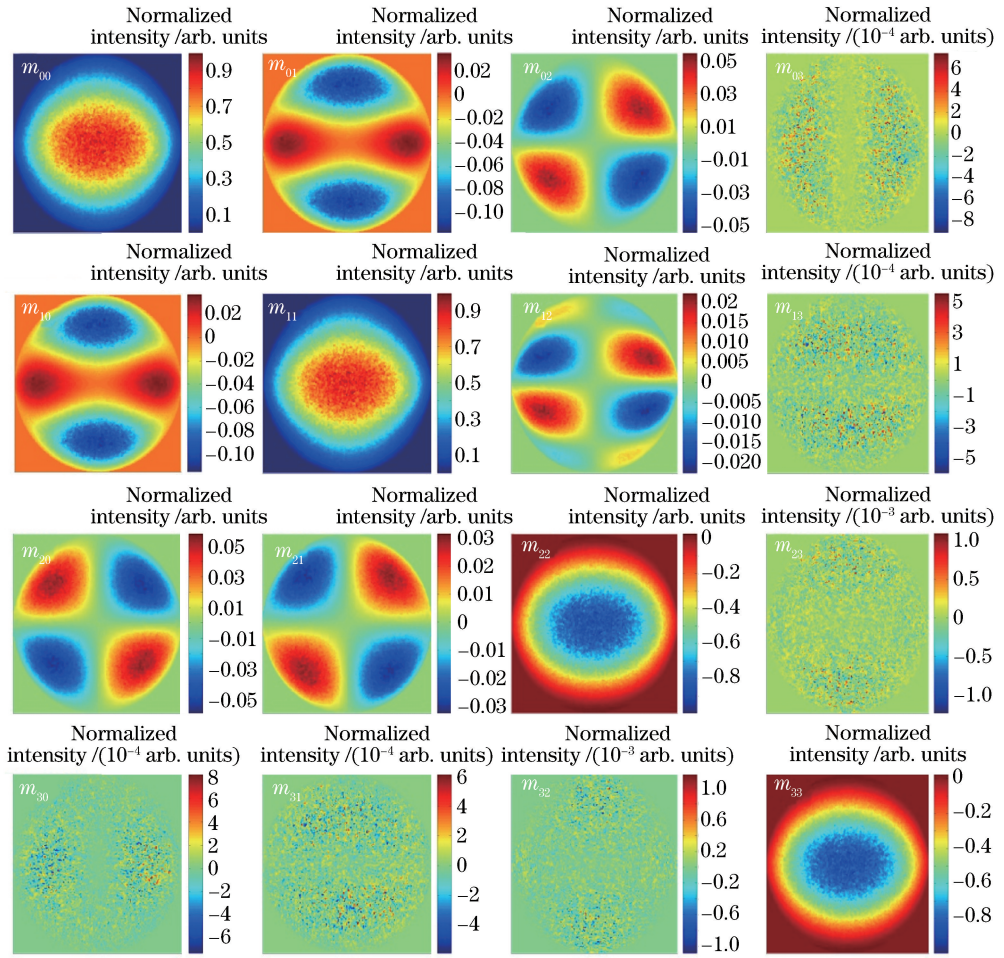 Normalized
intensity /arb. units
m00
0.9
0.7
0.5
0.3
0.1
Normalized
intensity /arb. units
m01
0.02
0
−0.02
−0.04
−0.06
−0.08
−0.10
Normalized
intensity /arb. units
m02
0.05
0.03
0.01
−0.01
−0.03
−0.05
Normalized
intensity /(10⁻⁴ arb. units)
m03
6
4
2
0
−2
−4
−6
−8
Normalized
intensity /arb. units
m10
0.02
0
−0.02
−0.04
−0.06
−0.08
−0.10
Normalized
intensity /arb. units
m11
0.9
0.7
0.5
0.3
0.1
Normalized
intensity /arb. units
m12
0.02
0.015
0.010
0.005
0
−0.005
−0.010
−0.015
−0.020
Normalized
intensity /(10⁻⁴ arb. units)
m13
5
3
1
−1
−3
−5
Normalized
intensity /arb. units
m20
0.05
0.03
0.01
−0.01
−0.03
−0.05
Normalized
intensity /arb. units
m21
0.03
0.02
0.01
0
−0.01
−0.02
−0.03
Normalized
intensity /arb. units
m22
0
−0.2
−0.4
−0.6
−0.8
Normalized
intensity /(10⁻³ arb. units)
m23
1.0
0.5
0
−0.5
−1.0
Normalized
intensity /(10⁻⁴ arb. units)
m30
8
6
4
2
0
−2
−4
−6
Normalized
intensity /(10⁻⁴ arb. units)
m31
6
4
2
0
−2
−4
Normalized
intensity /(10⁻³ arb. units)
m32
1.0
0.6
0.2
−0.2
−0.6
−1.0
Normalized
intensity /arb. units
m33
0
−0.2
−0.4
−0.6
−0.8